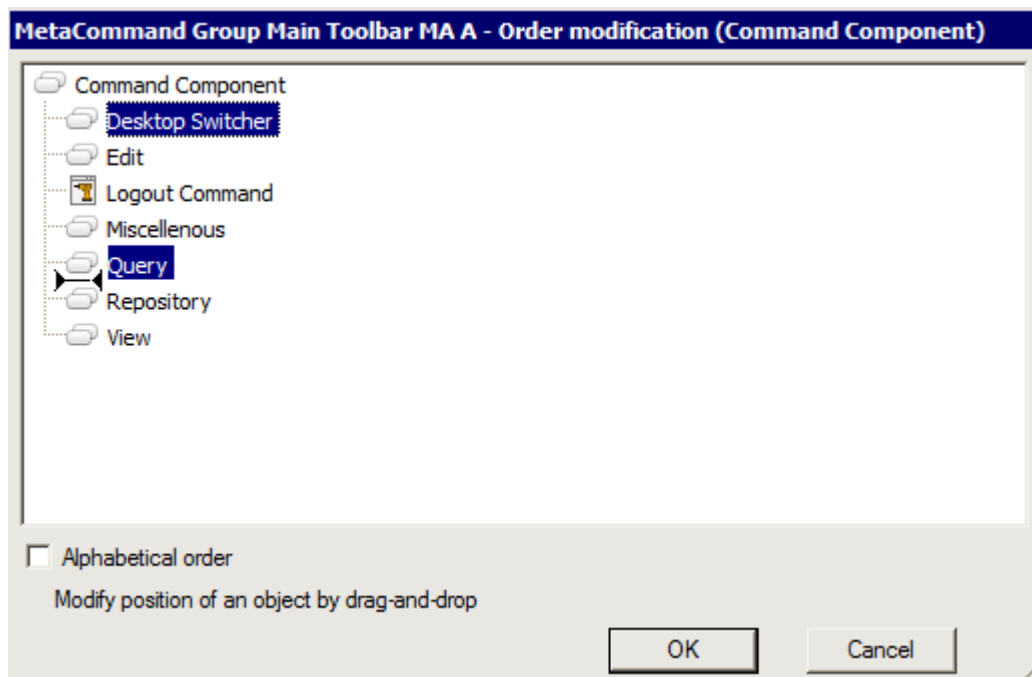 MetaCommand Group Main Toolbar MA A - Order modification (Command Component)
Command Component
Desktop Switcher
Edit
Logout Command
Miscellenous
Query
Repository
View
Alphabetical order
Modify position of an object by drag-and-drop
OK Cancel